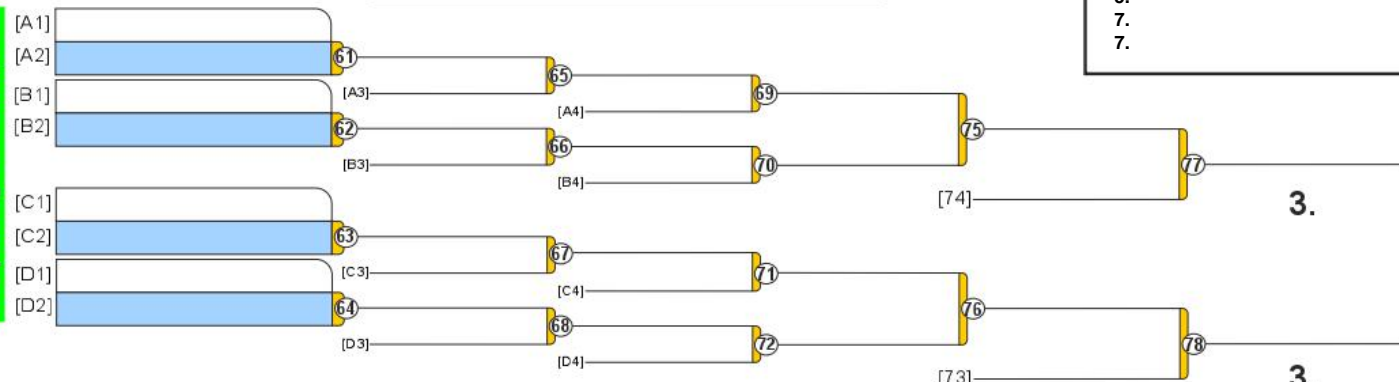 7.
7.
[A1]
[A2]
61
[A3]
65
[A4]
69
[B1]
[B2]
62
[B3]
66
[B4]
70
75
[74]
77
3.
[C1]
[C2]
63
[C3]
67
[C4]
71
[D1]
[D2]
64
[D3]
68
[D4]
72
76
[73]
78
3.